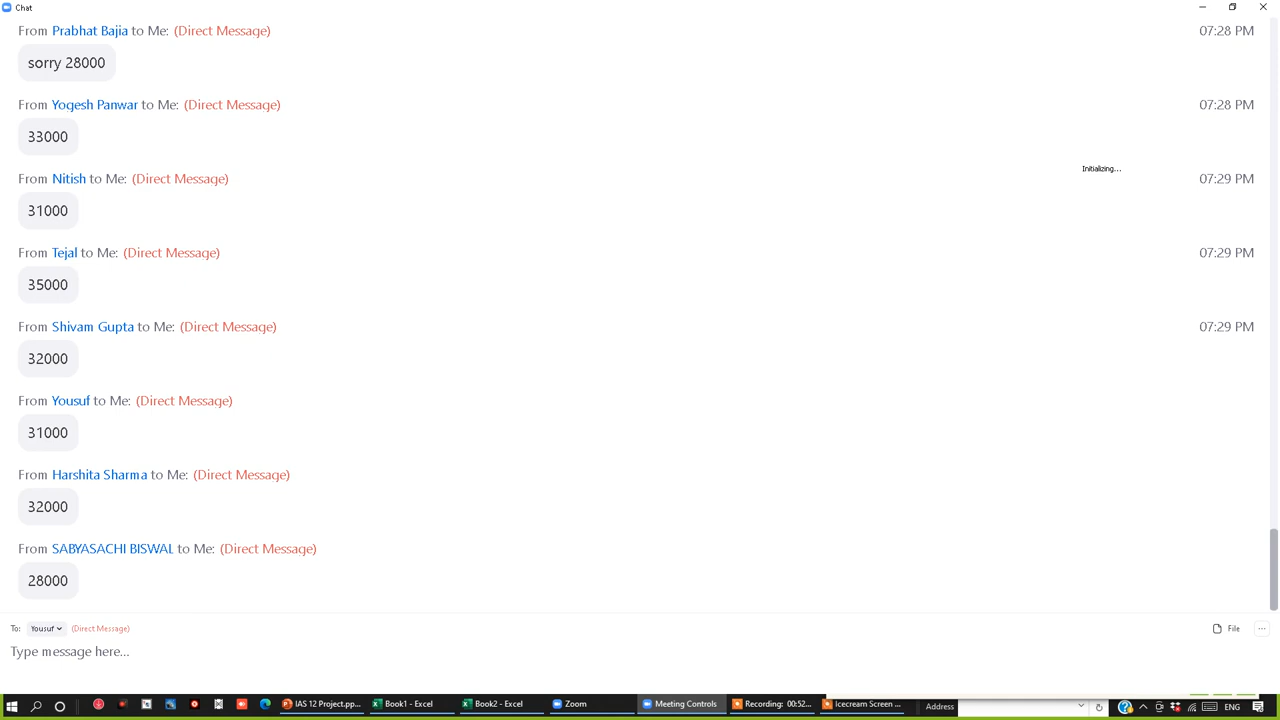 Chat
From Prabhat Bajia to Me: (Direct Message) 07:28 PM
sorry 28000
From Yogesh Panwar to Me: (Direct Message) 07:28 PM
33000
Initializing...
From Nitish to Me: (Direct Message) 07:29 PM
31000
From Tejal to Me: (Direct Message) 07:29 PM
35000
From Shivam Gupta to Me: (Direct Message) 07:29 PM
32000
From Yousuf to Me: (Direct Message)
31000
From Harshita Sharma to Me: (Direct Message)
32000
From SABYASACHI BISWAL to Me: (Direct Message)
28000
To: Yousuf (Direct Message) File
Type message here...
IAS 12 Project.pp... Book1 - Excel Book2 - Excel Zoom Meeting Controls Recording: 00:52... Icecream Screen ... Address ENG